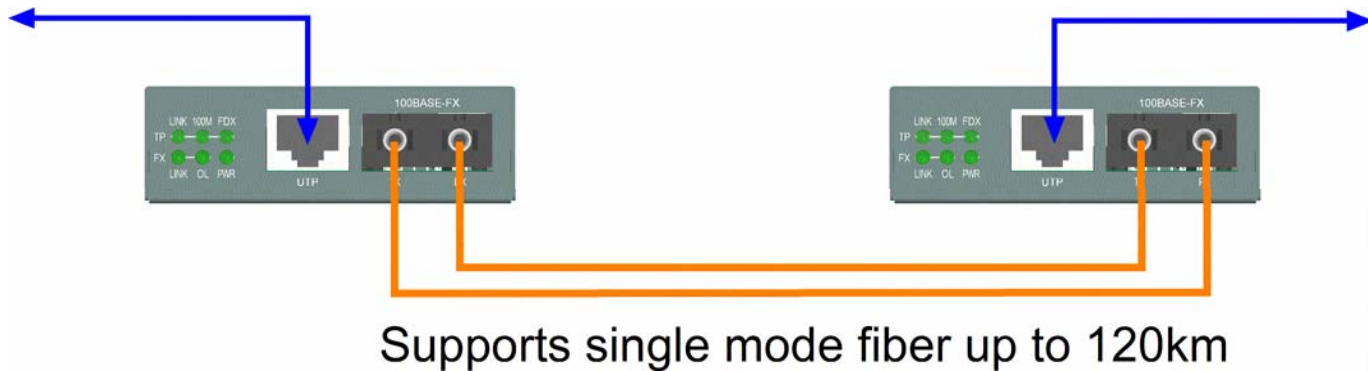 100BASE-FX
LINK 100M FDX
TP
FX
LINK OL PWR
UTP
100BASE-FX
LINK 100M FDX
TP
FX
LINK OL PWR
UTP
Supports single mode fiber up to 120km